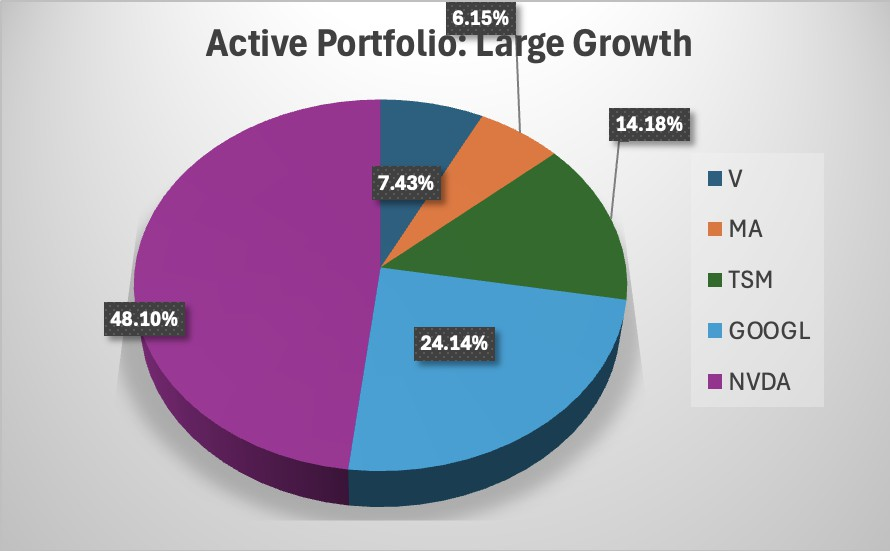 6.15%
Active Portfolio: Large Growth
14.18%
7.43%
48.10%
24.14%
V
MA
TSM
GOOGL
NVDA